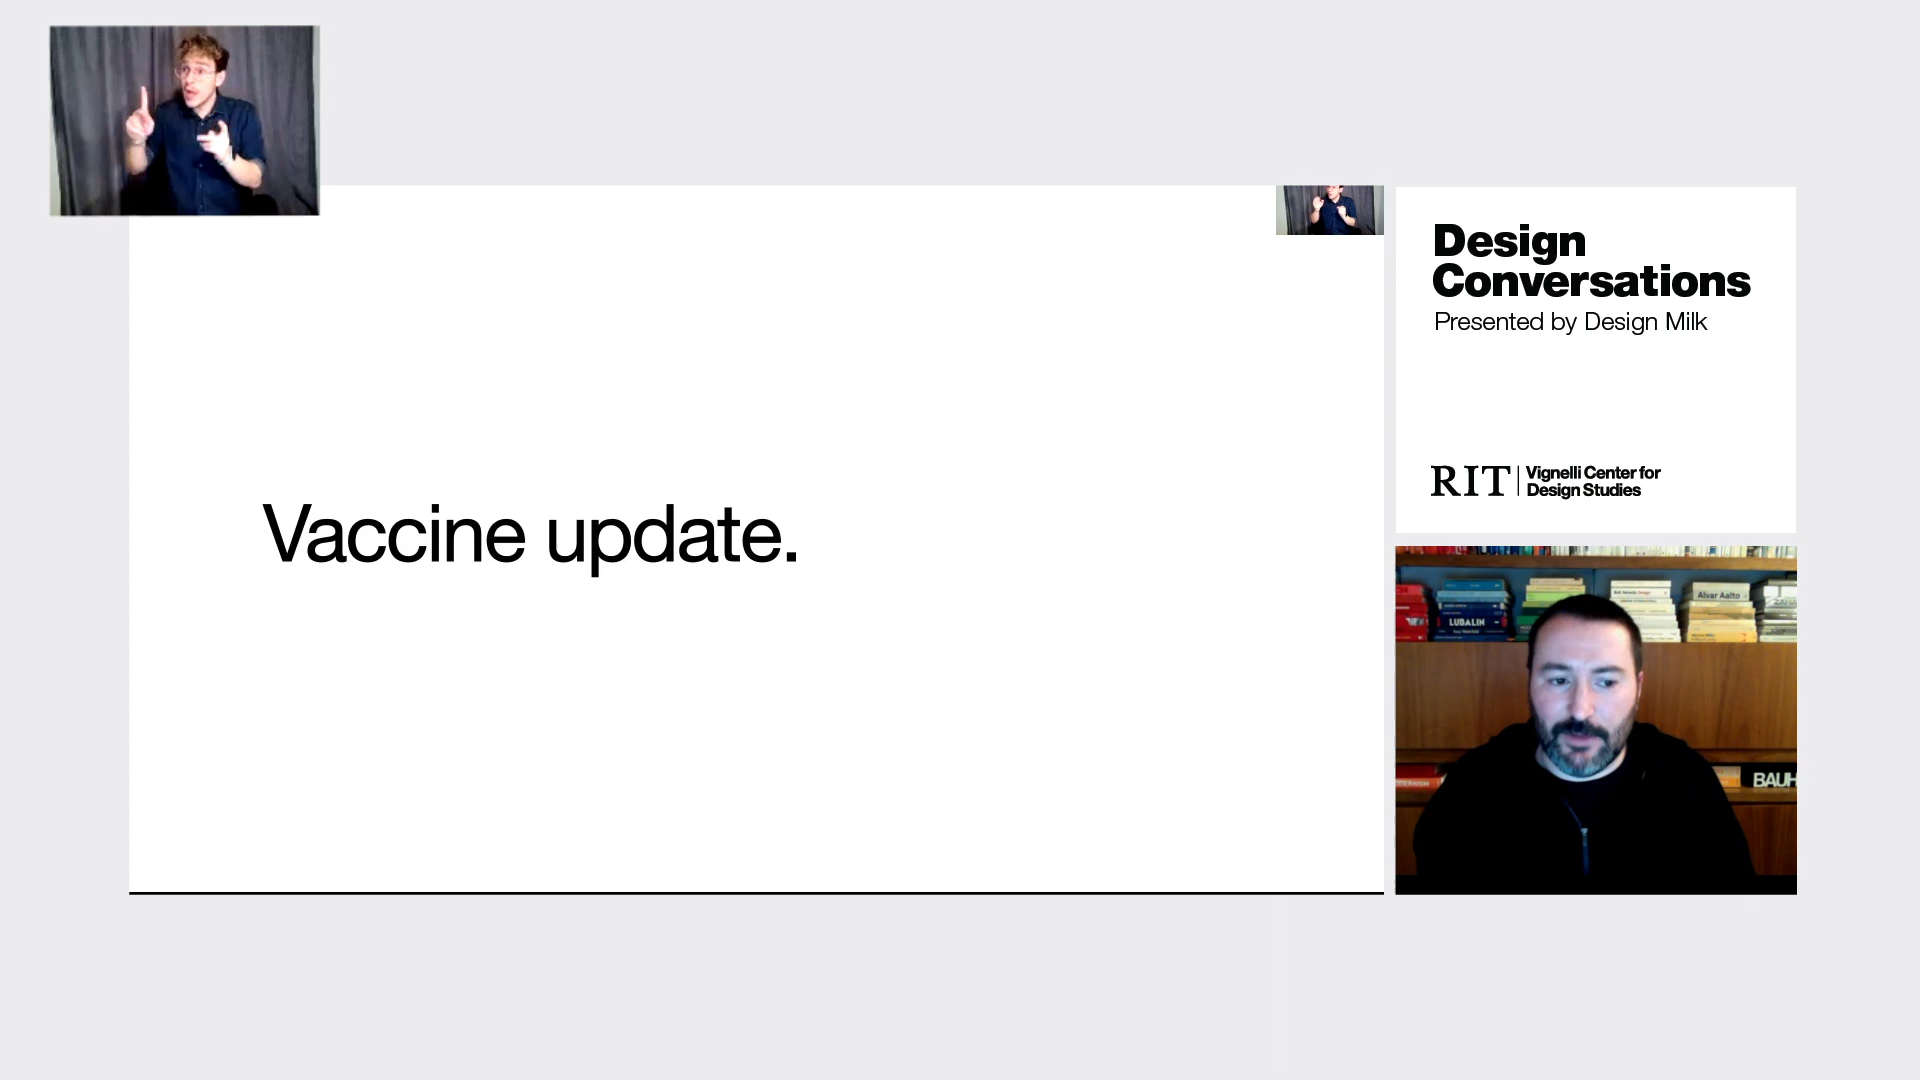 Vaccine update.
Design
Conversations
Presented by Design Milk
RIT
Vignelli Center for
Design Studies
LUBALIN
Alvar Aalto
BAUH